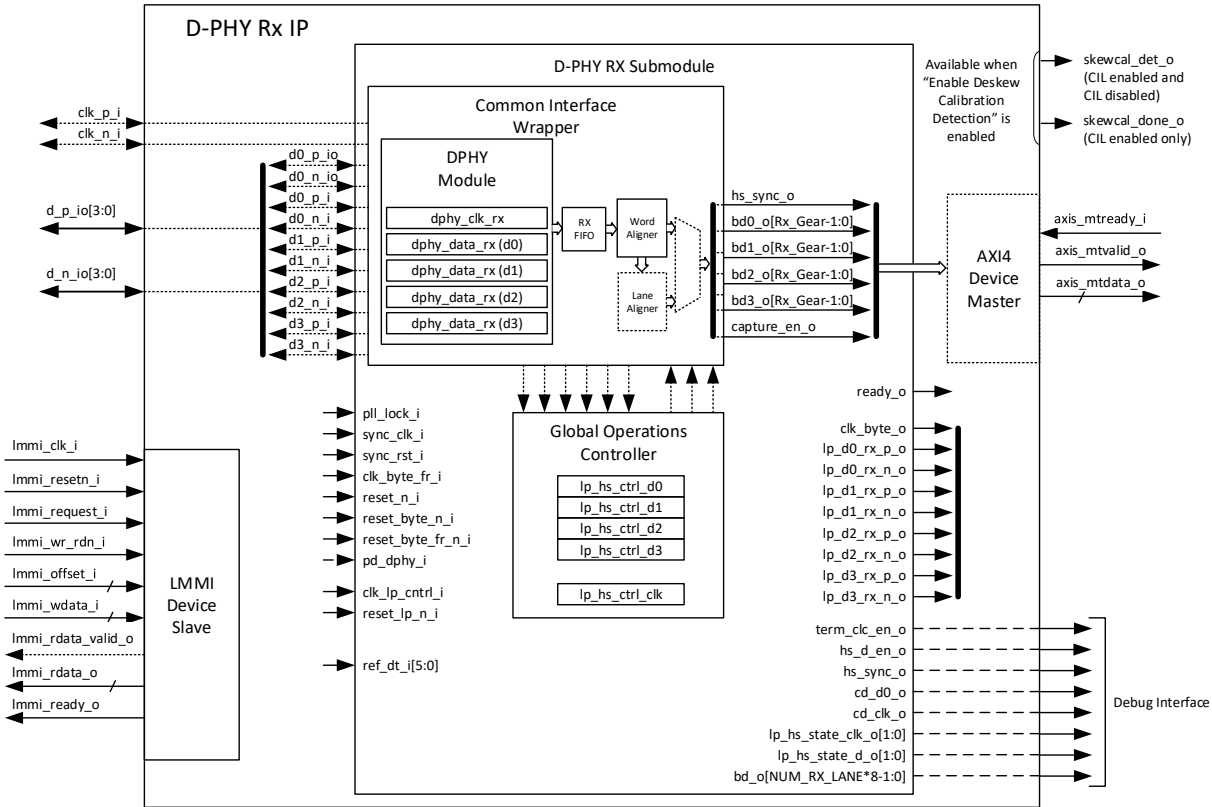 D-PHY Rx IP
D-PHY RX Submodule
Available when
“Enable Deskew
Calibration
Detection” is
enabled
skewcal_det_o
(CIL enabled and
CIL disabled)
skewcal_done_o
(CIL enabled only)
clk_p_i
clk_n_i
d_p_io[3:0]
d_n_io[3:0]
d0_p_io
d0_n_io
d0_p_i
d0_n_i
d1_p_i
d1_n_i
d2_p_i
d2_n_i
d3_p_i
d3_n_i
Common Interface
Wrapper
DPHY
Module
dphy_clk_rx
dphy_data_rx (d0)
dphy_data_rx (d1)
dphy_data_rx (d2)
dphy_data_rx (d3)
RX
FIFO
Word
Aligner
Lane
Aligner
hs_sync_o
bd0_o[Rx_Gear-1:0]
bd1_o[Rx_Gear-1:0]
bd2_o[Rx_Gear-1:0]
bd3_o[Rx_Gear-1:0]
capture_en_o
AXI4
Device
Master
axis_mtready_i
axis_mtvalid_o
axis_mtdata_o
lmmi_clk_i
lmmi_resetn_i
lmmi_request_i
lmmi_wr_rdn_i
lmmi_offset_i
lmmi_wdata_i
lmmi_rdata_valid_o
lmmi_rdata_o
lmmi_ready_o
LMMI
Device
Slave
pll_lock_i
sync_clk_i
sync_rst_i
clk_byte_fr_i
reset_n_i
reset_byte_n_i
reset_byte_fr_n_i
pd_dphy_i
clk_lp_cntrl_i
reset_lp_n_i
ref_dt_i[5:0]
Global Operations
Controller
lp_hs_ctrl_d0
lp_hs_ctrl_d1
lp_hs_ctrl_d2
lp_hs_ctrl_d3
lp_hs_ctrl_clk
ready_o
clk_byte_o
lp_d0_rx_p_o
lp_d0_rx_n_o
lp_d1_rx_p_o
lp_d1_rx_n_o
lp_d2_rx_p_o
lp_d2_rx_n_o
lp_d3_rx_p_o
lp_d3_rx_n_o
term_clc_en_o
hs_d_en_o
hs_sync_o
cd_d0_o
cd_clk_o
lp_hs_state_clk_o[1:0]
lp_hs_state_d_o[1:0]
bd_o[NUM_RX_LANE*8-1:0]
Debug Interface